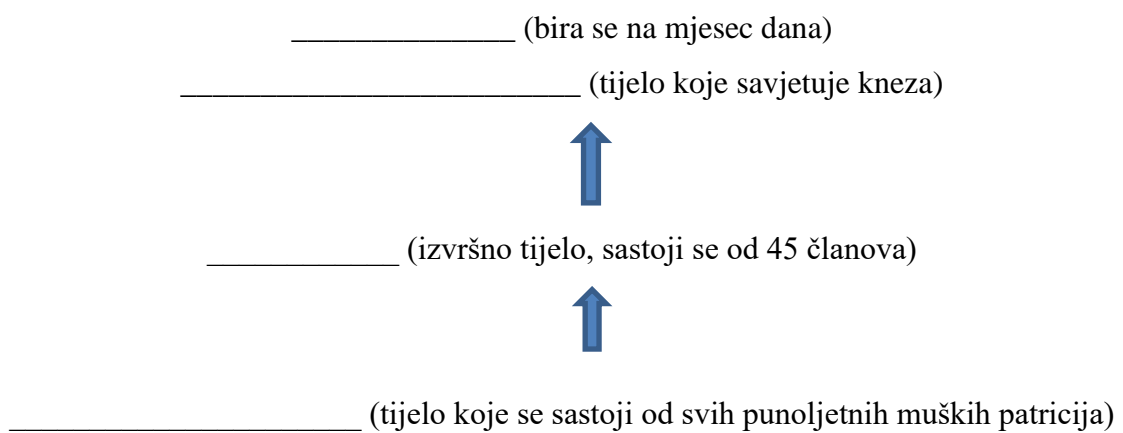 ______________ (bira se na mjesec dana)
_________________________ (tijelo koje savjetuje kneza)
____________ (izvršno tijelo, sastoji se od 45 članova)
______________________ (tijelo koje se sastoji od svih punoljetnih muških patricija)